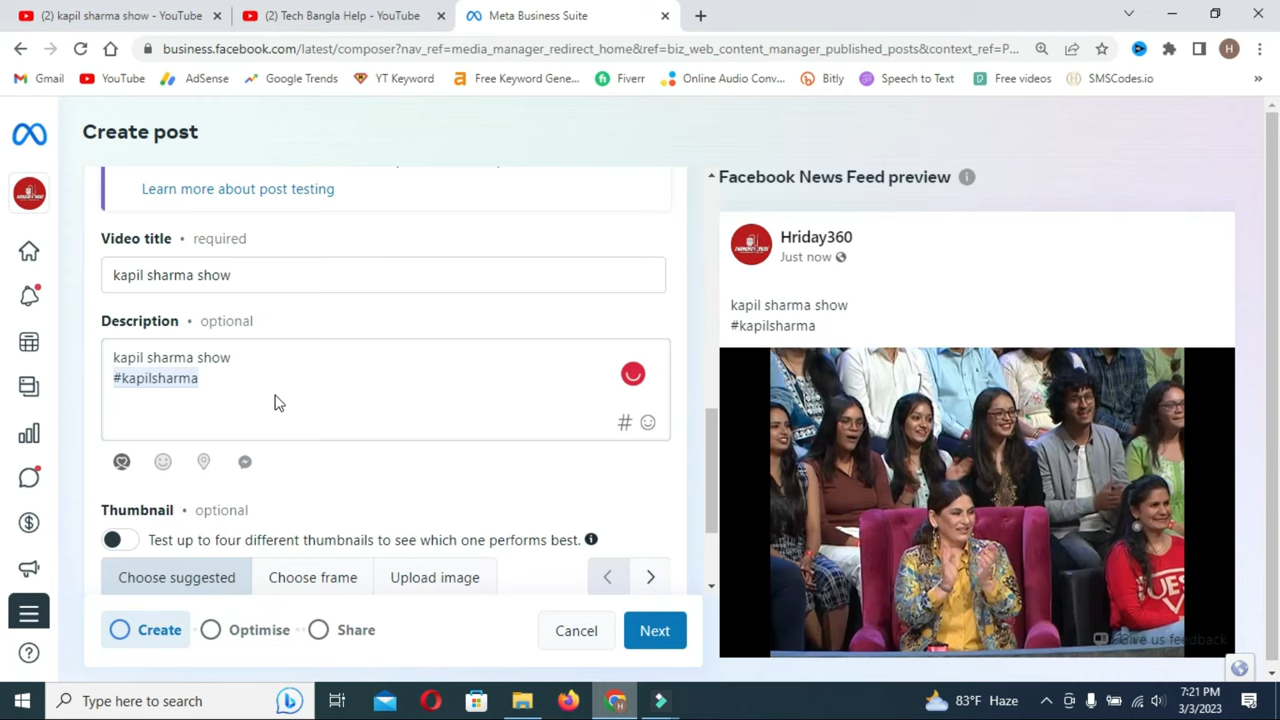 (2) kapil sharma show - YouTube
(2) Tech Bangla Help - YouTube
Meta Business Suite
business.facebook.com/latest/composer?nav_ref=media_manager_redirect_home&ref=biz_web_content_manager_published_posts&context_ref=P...
H
Gmail
YouTube
AdSense
Google Trends
YT Keyword
Free Keyword Gene...
Fiverr
Online Audio Conv...
Bitly
Speech to Text
Free videos
SMSCodes.io
»
Create post
Learn more about post testing
Video title • required
kapil sharma show
Description • optional
kapil sharma show
#kapilsharma
#
Thumbnail • optional
Test up to four different thumbnails to see which one performs best.
Choose suggested
Choose frame
Upload image
Create
Optimise
Share
Cancel
Next
Facebook News Feed preview
Hriday360
Just now
kapil sharma show
#kapilsharma
Give us feedback
Type here to search
83°F Haze
7:21 PM
3/3/2023